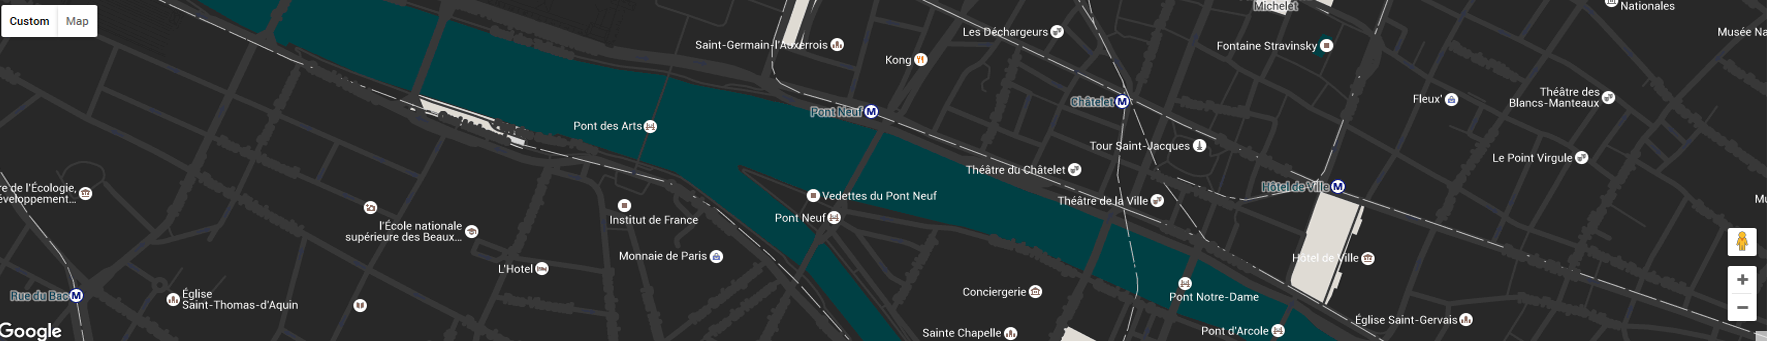 Custom
Map
Michelet
Nationales
Saint-Germain-l'Auxerrois
Les Déchargeurs
Fontaine Stravinsky
Musée Na
Kong
Pont Neuf
Châtelet
Fleux'
Théâtre des
Blancs-Manteaux
Pont des Arts
Tour Saint-Jacques
Le Point Virgule
Théâtre du Châtelet
Hôtel de Ville
re de l'Écologie,
éveloppement...
Vedettes du Pont Neuf
Théâtre de la Ville
Mu
Institut de France
Pont Neuf
l'École nationale
supérieure des Beaux...
Monnaie de Paris
Hôtel de Ville
L'Hotel
Rue du Bac
Église
Saint-Thomas-d'Aquin
Conciergerie
Pont Notre-Dame
Google
Sainte Chapelle
Pont d'Arcole
Église Saint-Gervais